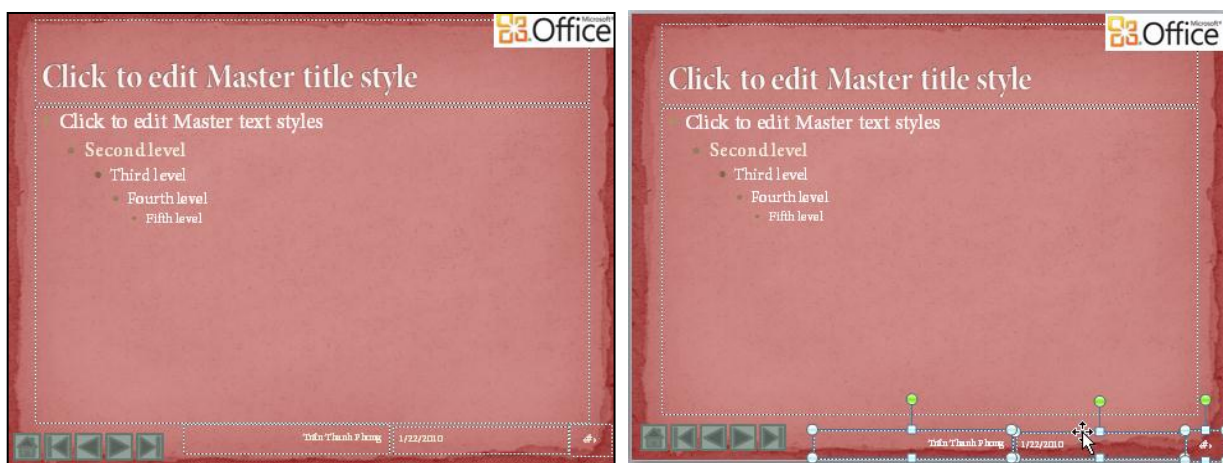 Microsoft®
Office
Click to edit Master title style
Click to edit Master text styles
Second level
Third level
Fourth level
Fifth level
Trần Thanh Phong 1/22/2010 ‹#›
Microsoft®
Office
Click to edit Master title style
Click to edit Master text styles
Second level
Third level
Fourth level
Fifth level
Trần Thanh Phong 1/22/2010 ‹#›